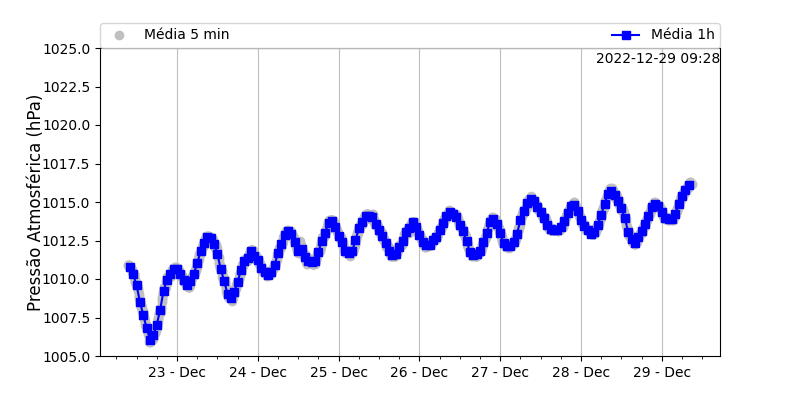 Média 5 min
Média 1h
2022-12-29 09:28
Pressão Atmosférica (hPa)
1025.0
1022.5
1020.0
1017.5
1015.0
1012.5
1010.0
1007.5
1005.0
23 - Dec
24 - Dec
25 - Dec
26 - Dec
27 - Dec
28 - Dec
29 - Dec